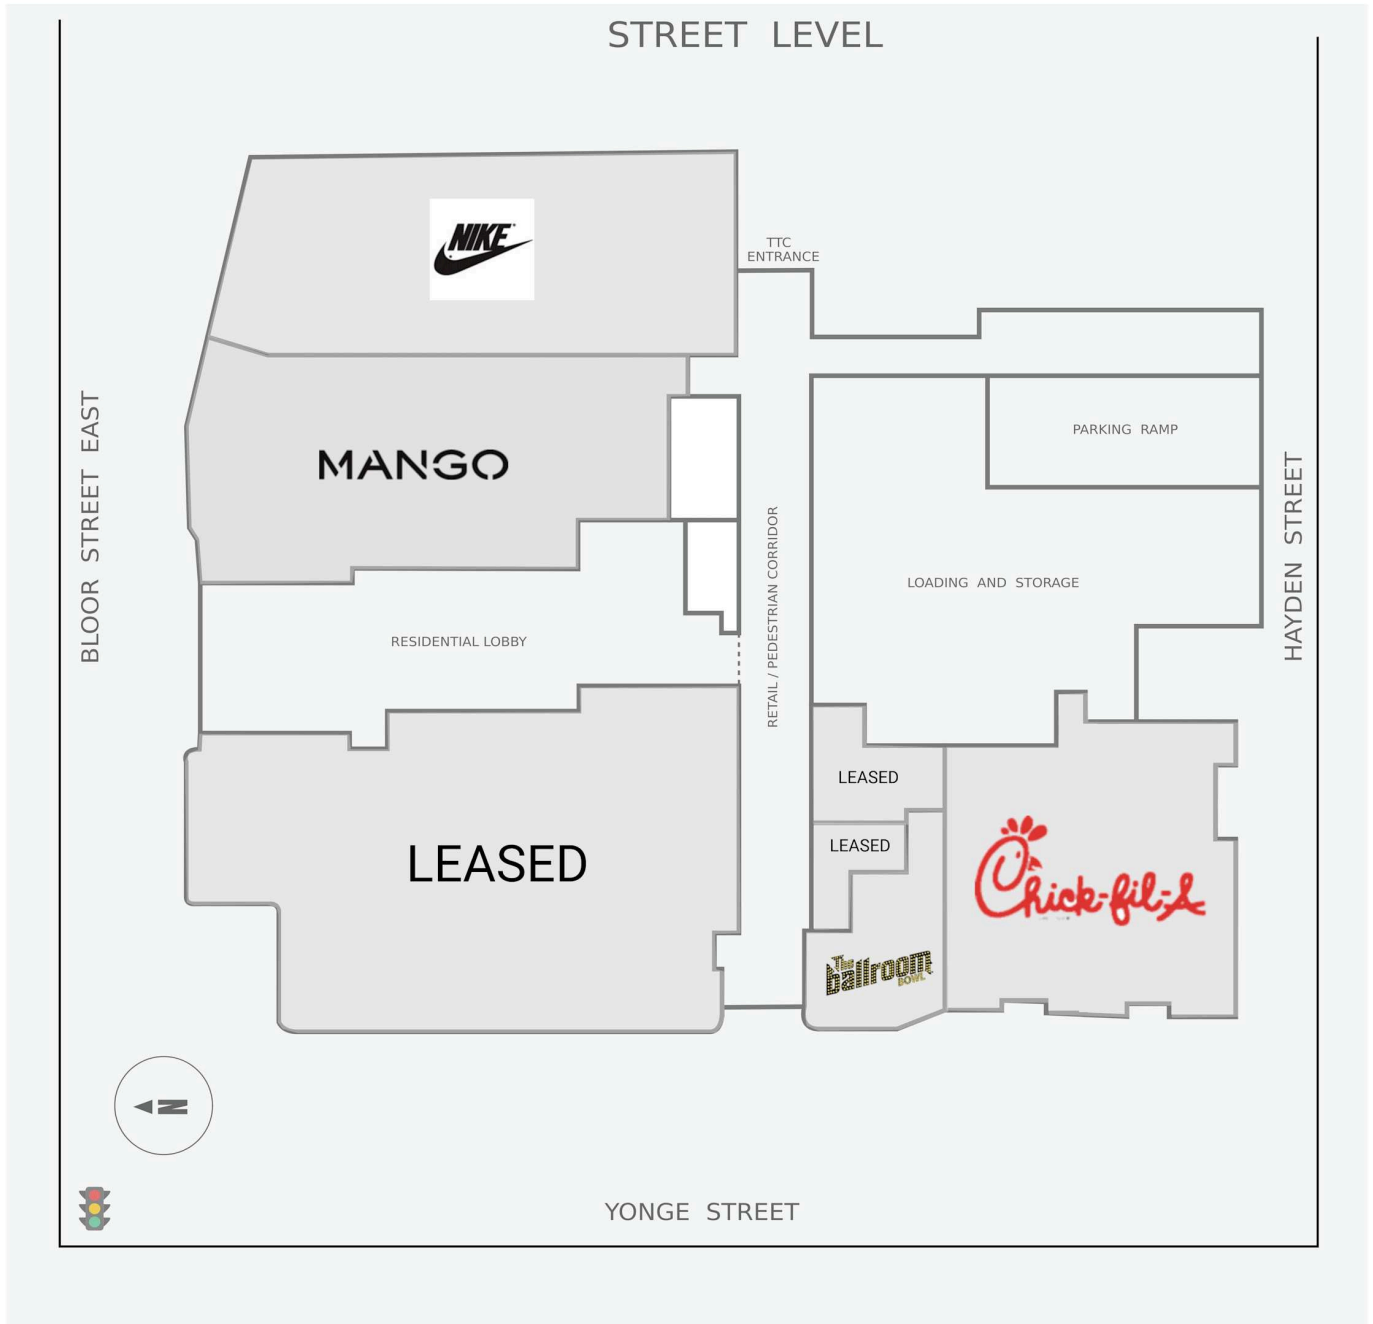 STREET LEVEL
NIKE
TTC
ENTRANCE
PARKING RAMP
BLOOR STREET EAST
MANGO
HAYDEN STREET
RETAIL / PEDESTRIAN CORRIDOR
LOADING AND STORAGE
RESIDENTIAL LOBBY
LEASED
LEASED
LEASED
Chick-fil-A
The
ballroom
BOWL
N
YONGE STREET